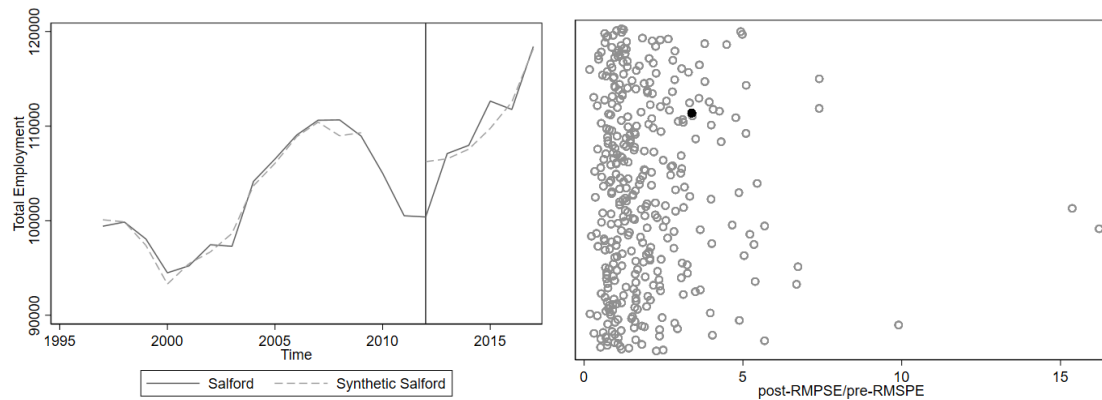 Total Employment
120000
110000
100000
90000
1995
2000
2005
2010
2015
Time
Salford
Synthetic Salford
0
5
10
15
post-RMPSE/pre-RMSPE